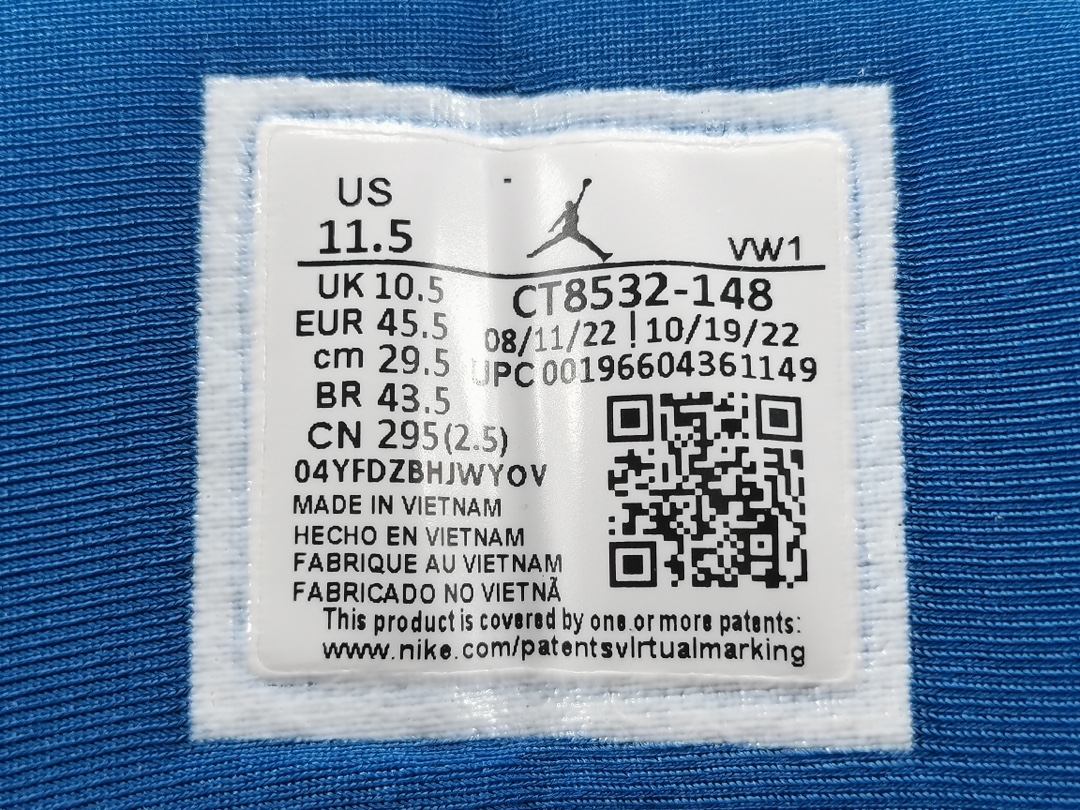 US
11.5
VW1
UK 10.5
EUR 45.5
cm 29.5
BR 43.5
CN 295(2.5)
CT8532-148
08/11/22 | 10/19/22
UPC 00196604361149
04YFDZBHJWYOV
MADE IN VIETNAM
HECHO EN VIETNAM
FABRIQUE AU VIETNAM
FABRICADO NO VIETNÃ
This product is covered by one or more patents:
www.nike.com/patentsvirtualmarking